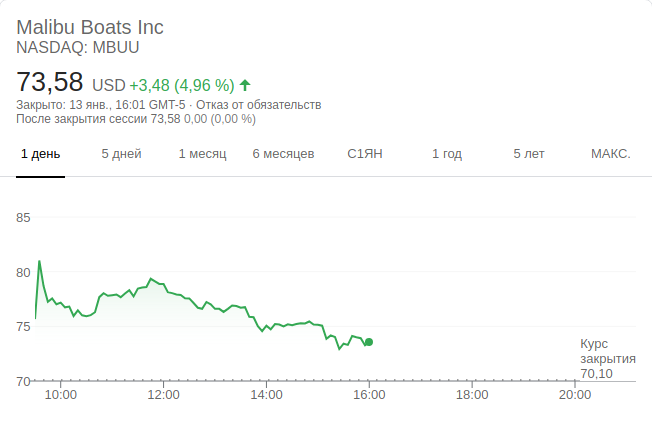 Malibu Boats Inc
NASDAQ: MBUU
73,58 USD +3,48 (4,96 %)
Закрыто: 13 янв., 16:01 GMT-5 · Отказ от обязательств
После закрытия сессии 73,58 0,00 (0,00 %)
1 день 5 дней 1 месяц 6 месяцев С1ЯН 1 год 5 лет МАКС.
85
80
75
Курс
закрытия
70,10
70
10:00 12:00 14:00 16:00 18:00 20:00